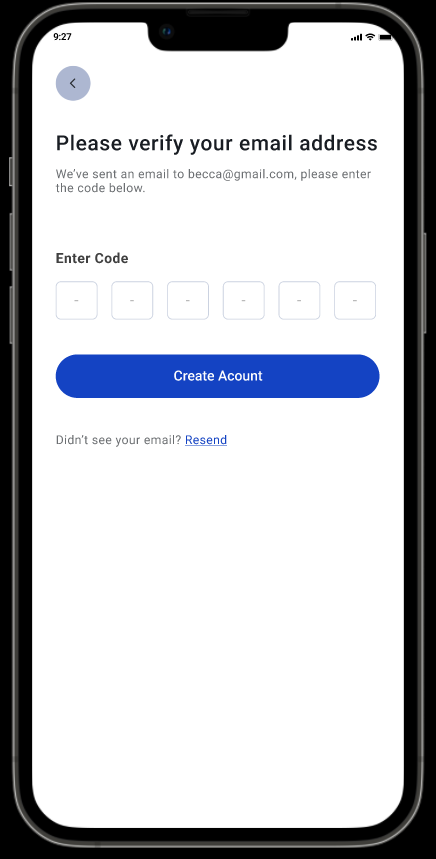 9:27
Please verify your email address
We've sent an email to becca@gmail.com, please enter
the code below.
Enter Code
- - - - - -
Create Acount
Didn't see your email? Resend